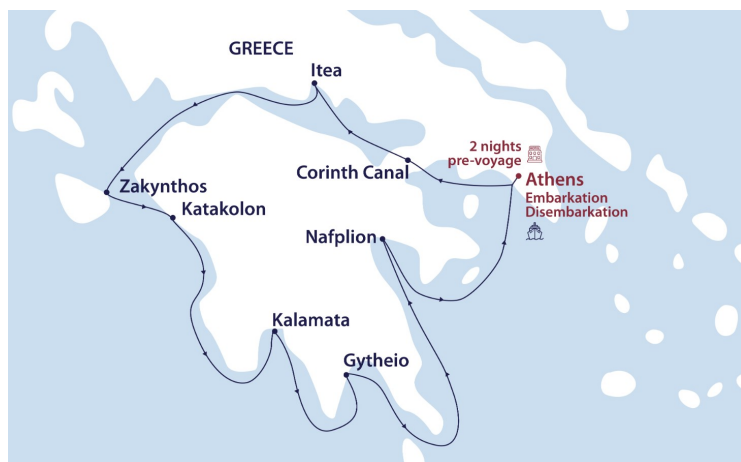 GREECE
Itea
2 nights
pre-voyage
Corinth Canal
Athens
Embarkation
Disembarkation
Zakynthos
Katakolon
Nafplion
Kalamata
Gytheio